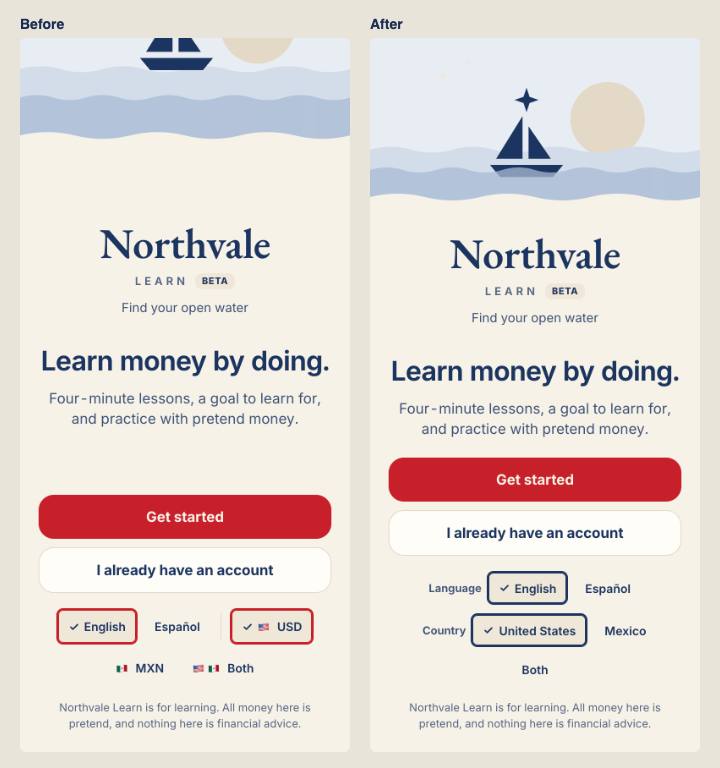 Before
Northvale
LEARN BETA
Find your open water
Learn money by doing.
Four-minute lessons, a goal to learn for,
and practice with pretend money.
Get started
I already have an account
✓ English Español ✓ USD
MXN Both
Northvale Learn is for learning. All money here is
pretend, and nothing here is financial advice.
After
Northvale
LEARN BETA
Find your open water
Learn money by doing.
Four-minute lessons, a goal to learn for,
and practice with pretend money.
Get started
I already have an account
Language ✓ English Español
Country ✓ United States Mexico
Both
Northvale Learn is for learning. All money here is
pretend, and nothing here is financial advice.